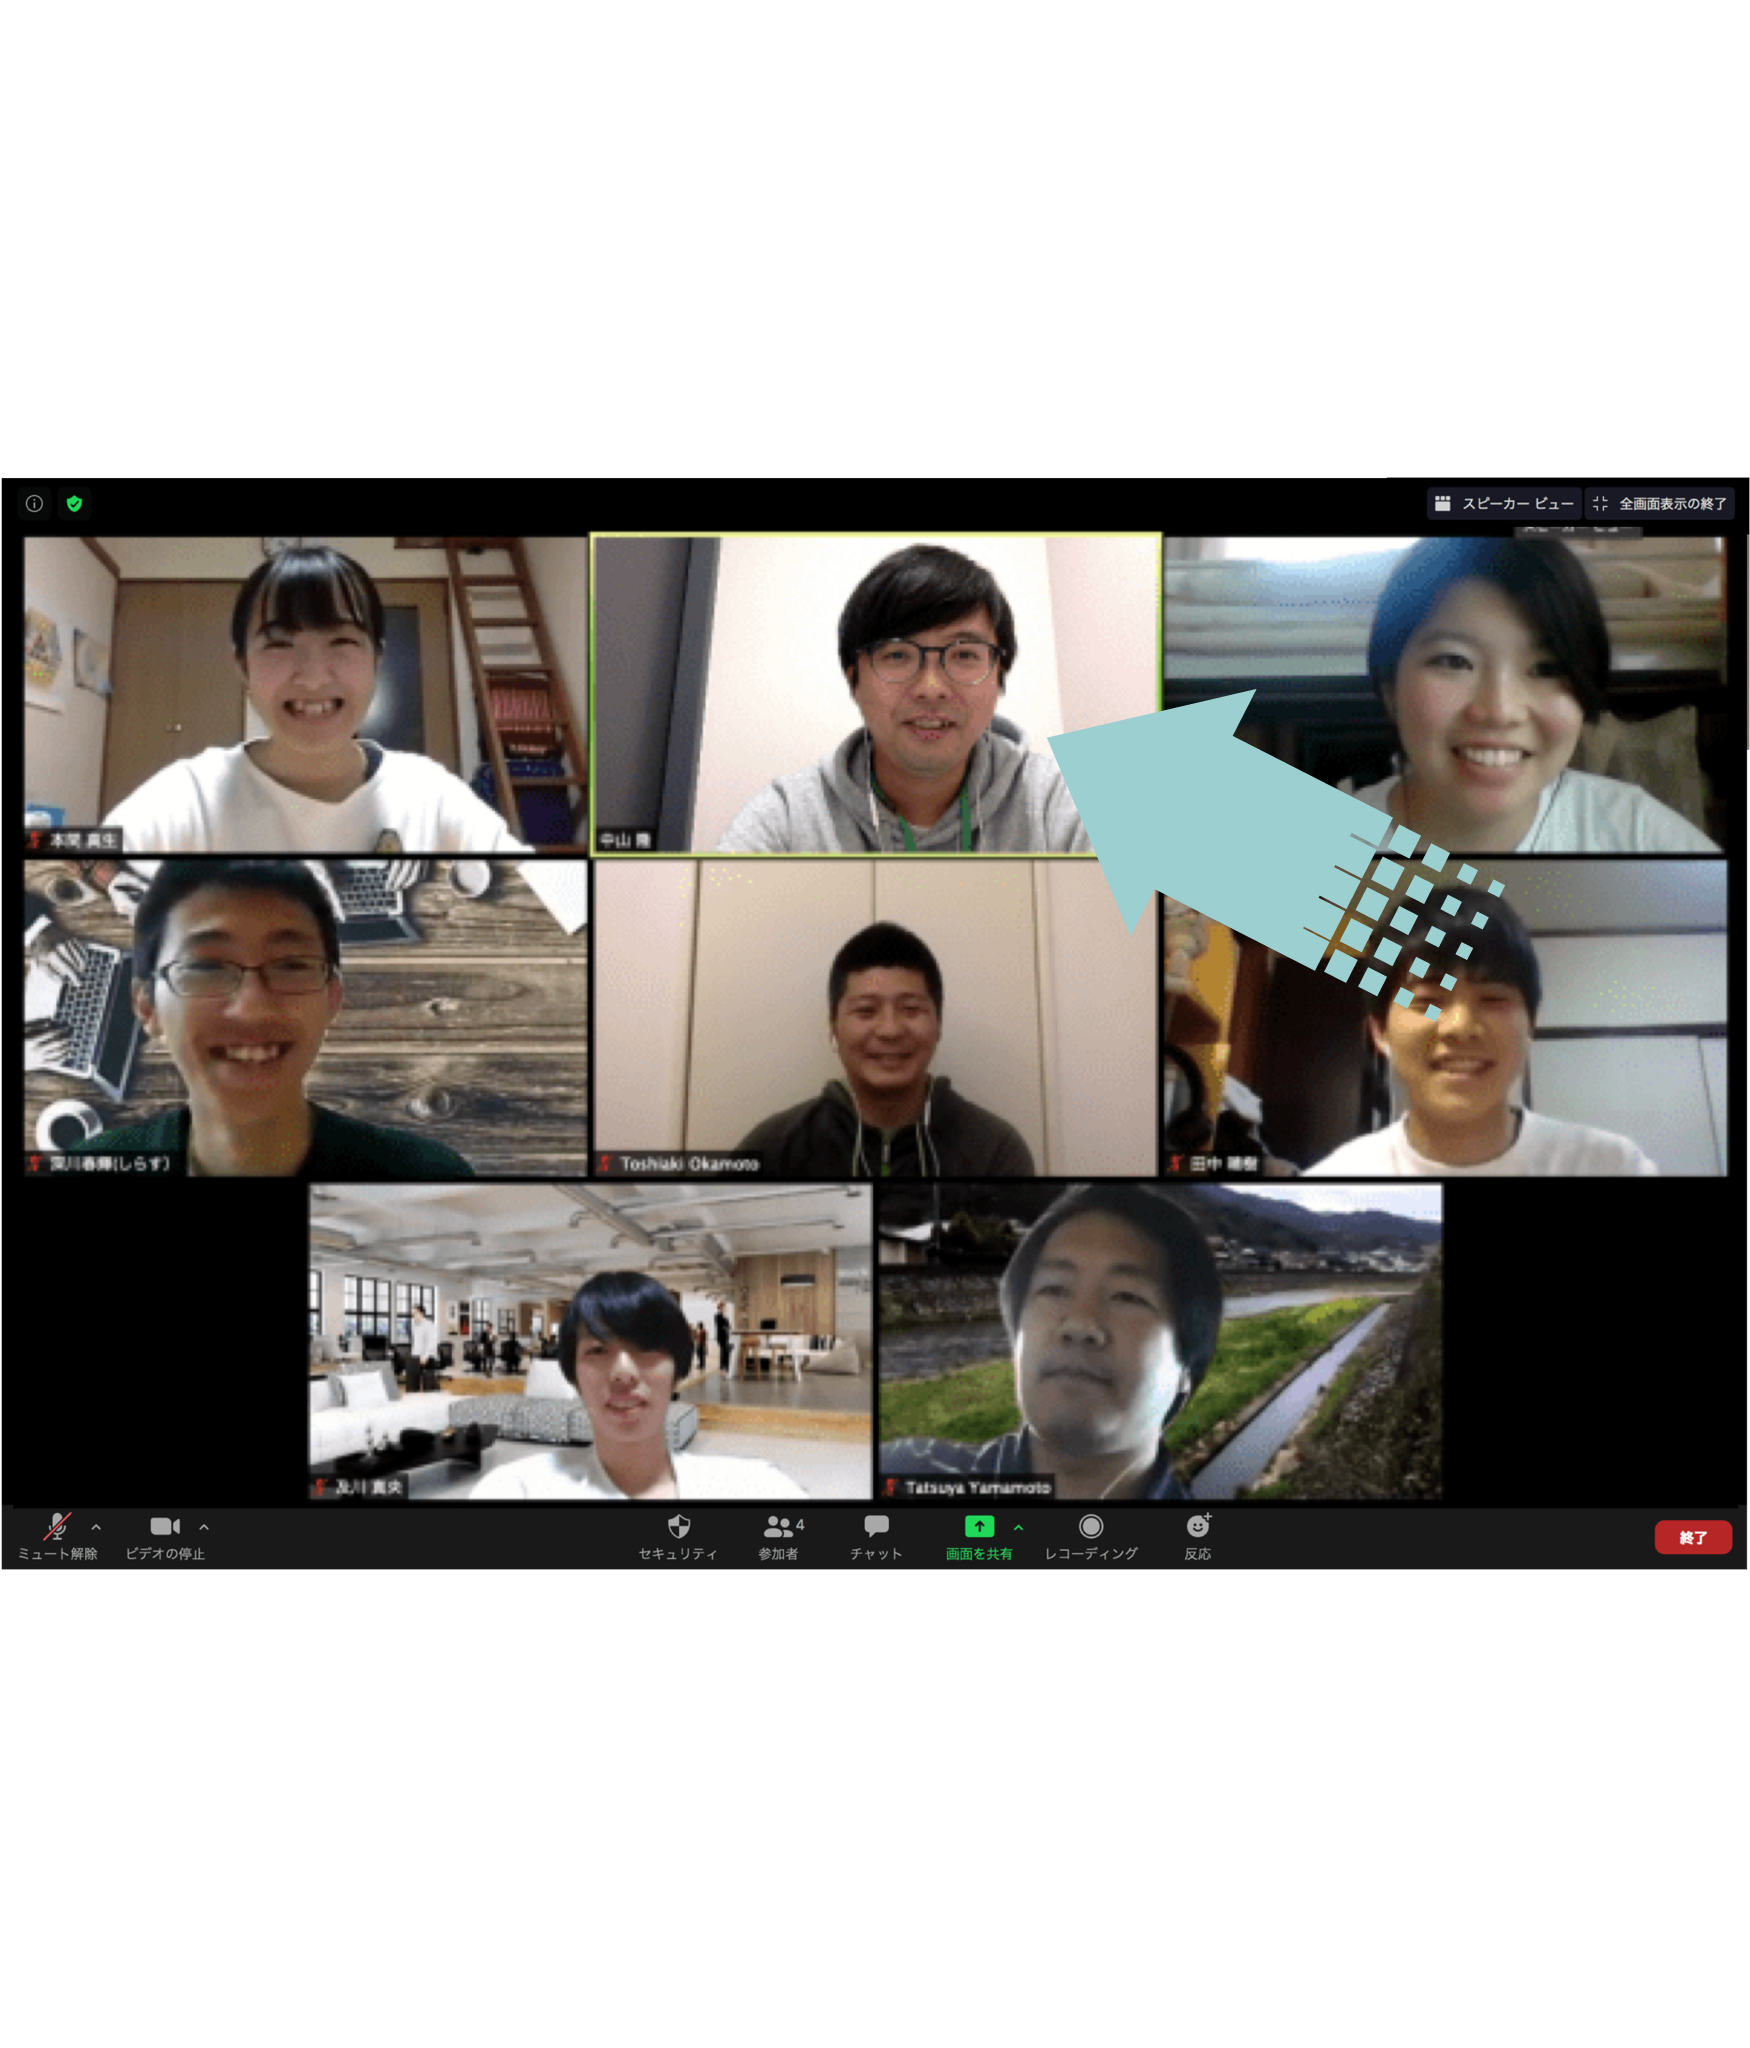 スピーカー ビュー
全画面表示の終了
本間 真生
中山 隆
深川春輝(しらす)
Toshiaki Okamoto
田中 晴樹
及川 真央
Tatsuya Yamamoto
ミュート解除
ビデオの停止
セキュリティ
参加者
4
チャット
画面を共有
レコーディング
反応
終了